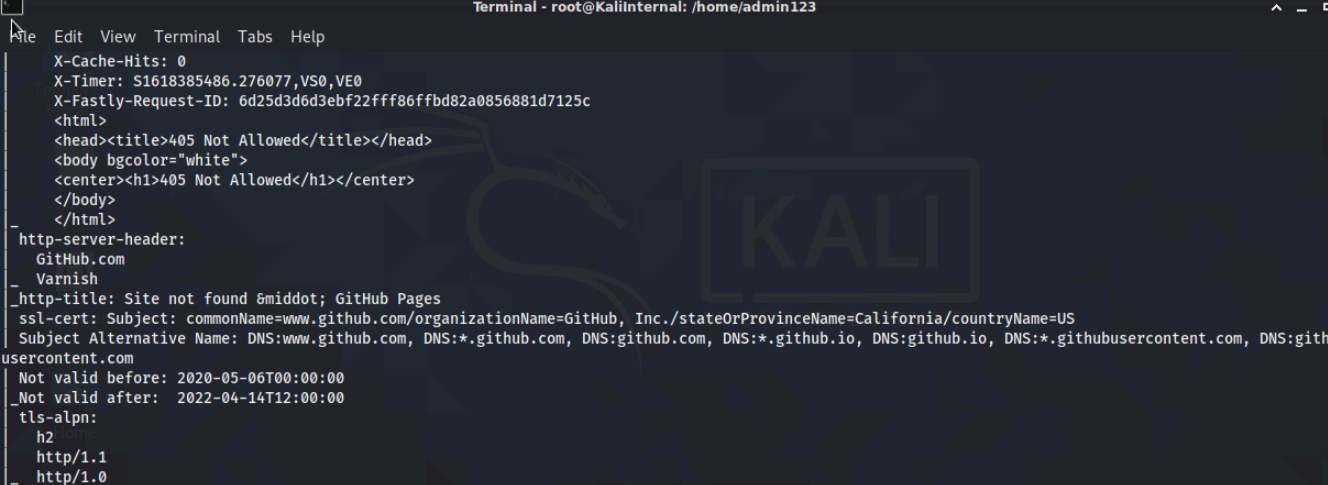 Terminal - root@KaliInternal: /home/admin123
File Edit View Terminal Tabs Help
|     X-Cache-Hits: 0
|     X-Timer: S1618385486.276077,VS0,VE0
|     X-Fastly-Request-ID: 6d25d3d6d3ebf22fff86ffbd82a0856881d7125c
|     <html>
|     <head><title>405 Not Allowed</title></head>
|     <body bgcolor="white">
|     <center><h1>405 Not Allowed</h1></center>
|     </body>
|_    </html>
| http-server-header:
|   GitHub.com
|_  Varnish
|_http-title: Site not found &middot; GitHub Pages
| ssl-cert: Subject: commonName=www.github.com/organizationName=GitHub, Inc./stateOrProvinceName=California/countryName=US
| Subject Alternative Name: DNS:www.github.com, DNS:*.github.com, DNS:github.com, DNS:*.github.io, DNS:github.io, DNS:*.githubusercontent.com, DNS:gith
usercontent.com
| Not valid before: 2020-05-06T00:00:00
|_Not valid after:  2022-04-14T12:00:00
| tls-alpn:
|   h2
|   http/1.1
|_  http/1.0
KALI
Home